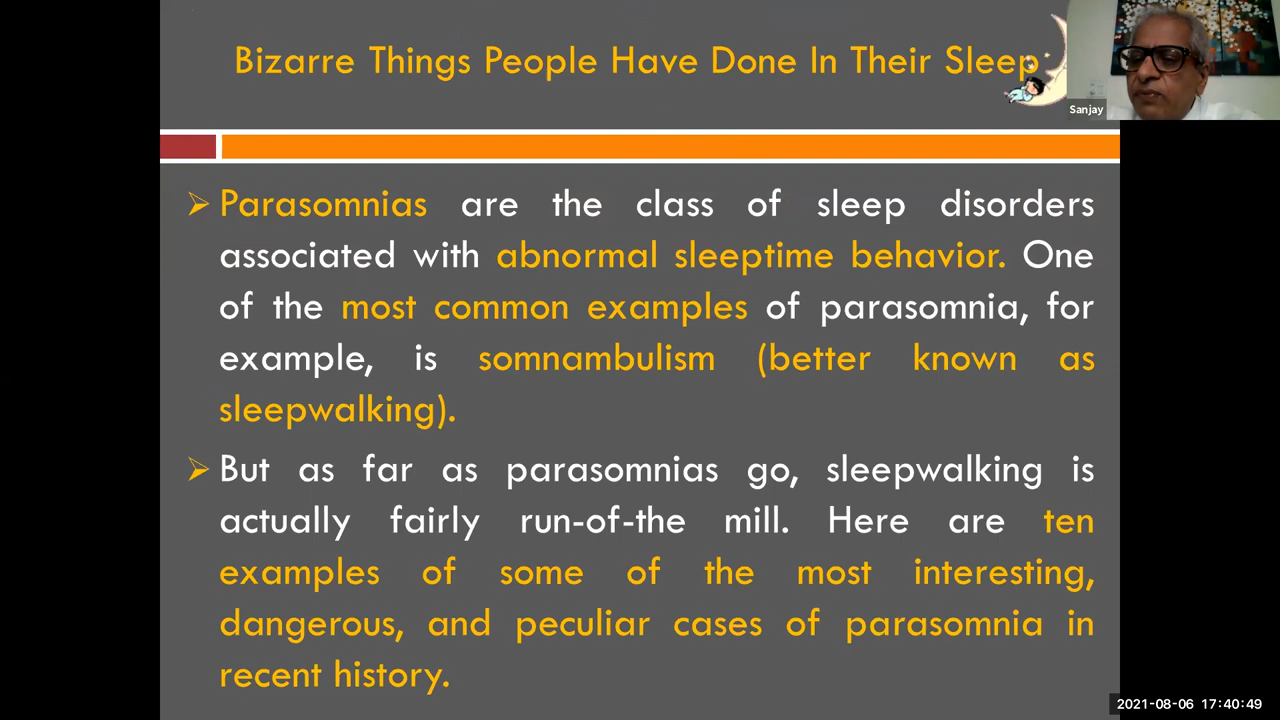 Bizarre Things People Have Done In Their Sleep
Sanjay
Parasomnias are the class of sleep disorders
associated with abnormal sleeptime behavior. One
of the most common examples of parasomnia, for
example, is somnambulism (better known as
sleepwalking).
But as far as parasomnias go, sleepwalking is
actually fairly run-of-the mill. Here are ten
examples of some of the most interesting,
dangerous, and peculiar cases of parasomnia in
recent history.
2021-08-06 17:40:49